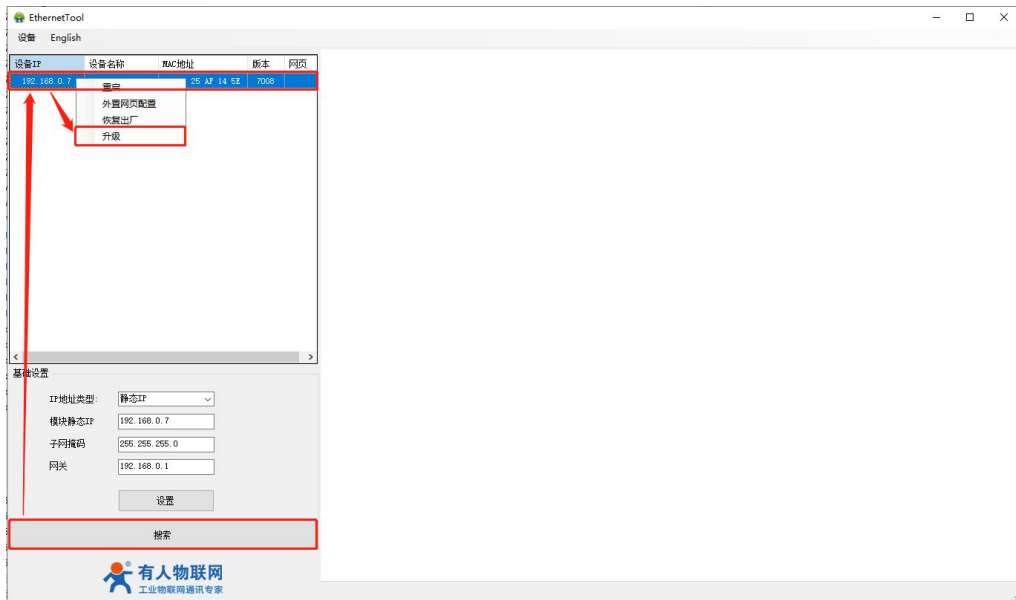 EthernetTool
设备 English
设备IP 设备名称 MAC地址 版本 网页
192.168.0.7 25 AF 14 5E 7008
重启
外置网页配置
恢复出厂
升级
基础设置
IP地址类型: 静态IP
模块静态IP 192.168.0.7
子网掩码 255.255.255.0
网关 192.168.0.1
设置
搜索
有人物联网
工业物联网通讯专家